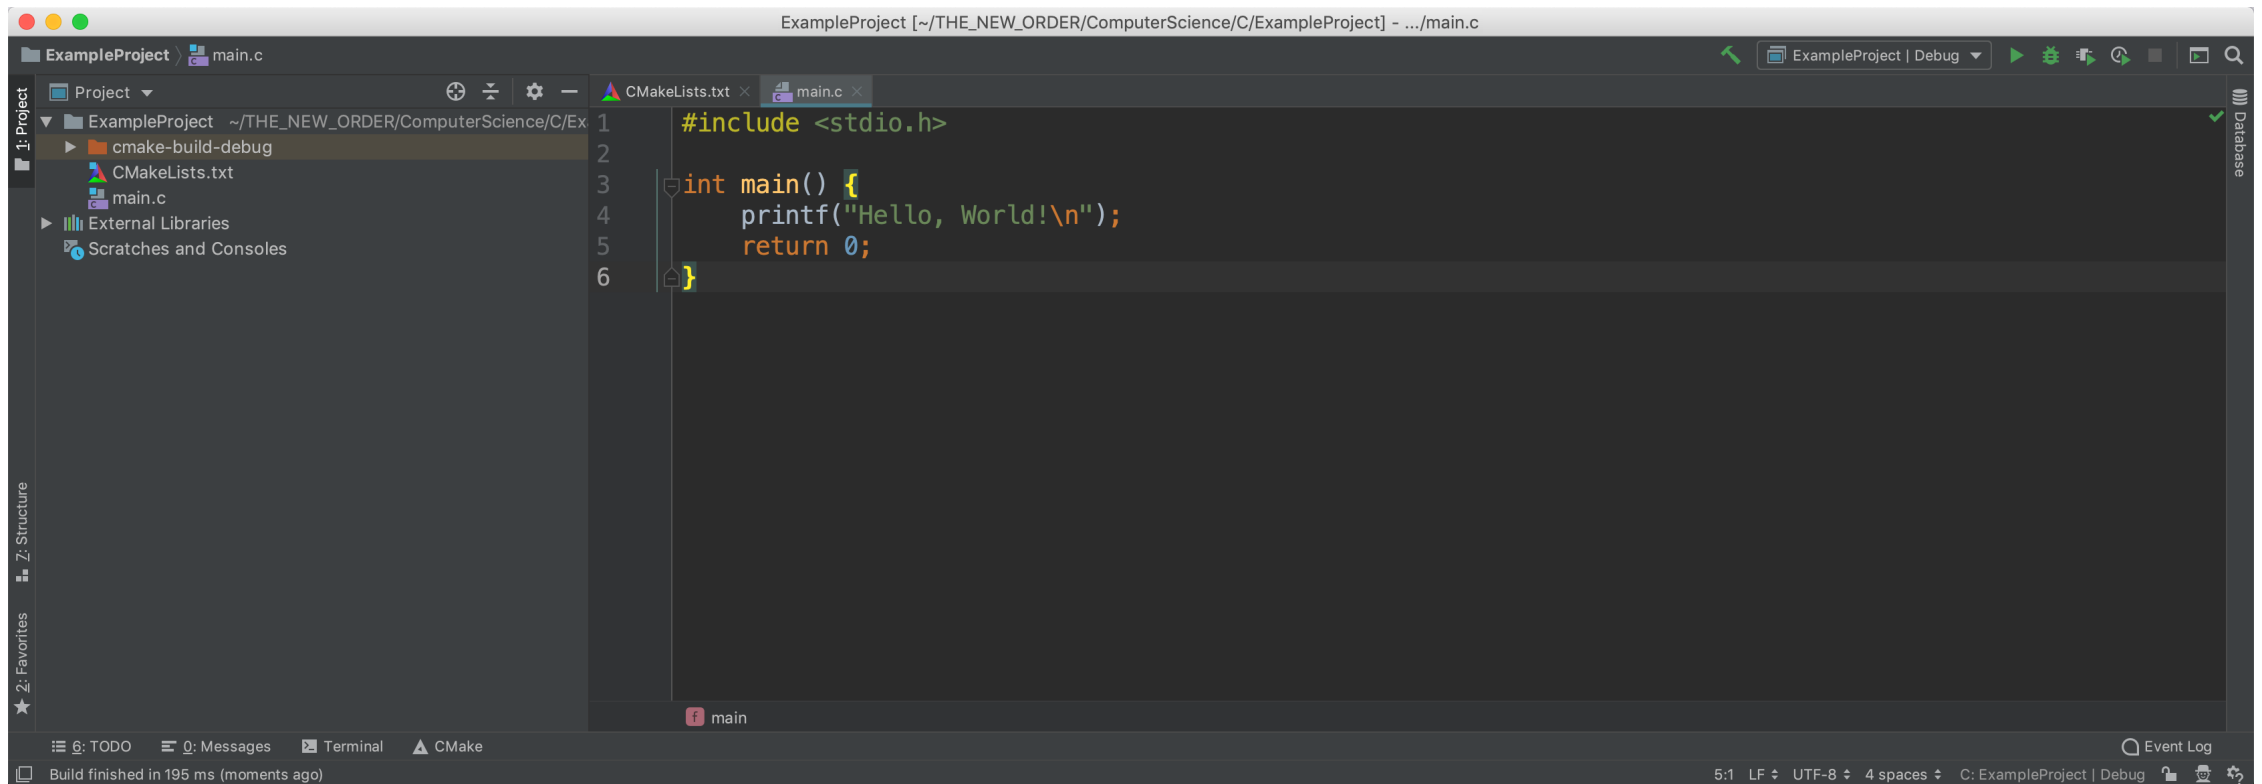 ExampleProject [~/THE_NEW_ORDER/ComputerScience/C/ExampleProject] - .../main.c
ExampleProject main.c
ExampleProject | Debug
1: Project
Project
ExampleProject ~/THE_NEW_ORDER/ComputerScience/C/Ex
cmake-build-debug
CMakeLists.txt
main.c
External Libraries
Scratches and Consoles
7: Structure
2: Favorites
CMakeLists.txt main.c
1 #include <stdio.h>
2
3 int main() {
4     printf("Hello, World!\n");
5     return 0;
6 }
f main
Database
6: TODO 0: Messages Terminal CMake
Event Log
Build finished in 195 ms (moments ago)
5:1 LF UTF-8 4 spaces C: ExampleProject | Debug